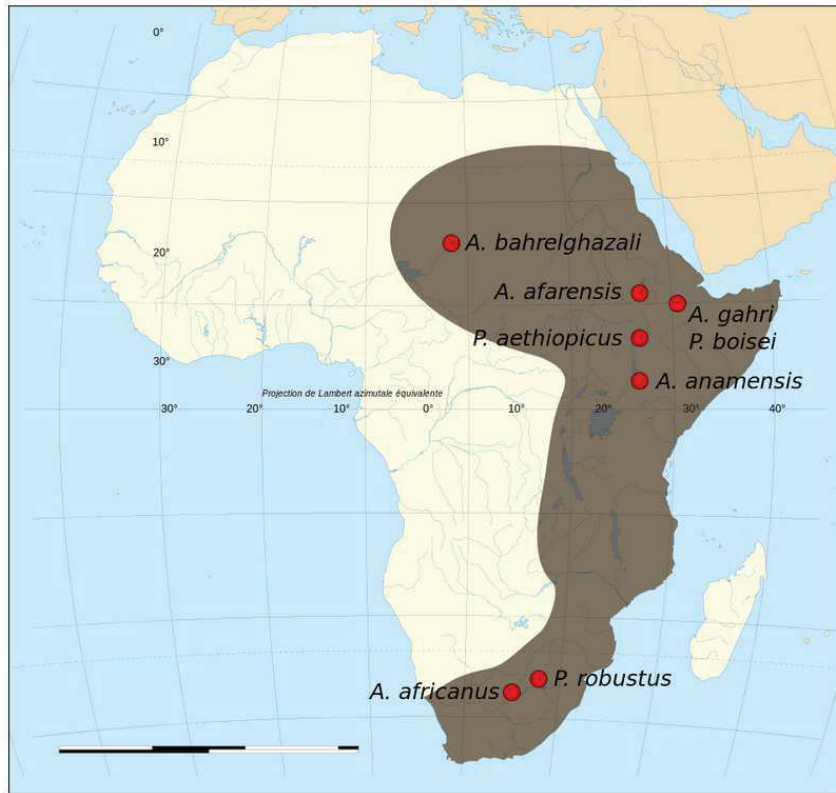 0°
10°
A. bahrelghazali
20°
A. afarensis
A. gahri
P. aethiopicus
P. boisei
30°
A. anamensis
Projection de Lambert azimutale équivalente
30°
20°
10°
0°
10°
20°
30°
40°
P. robustus
A. africanus